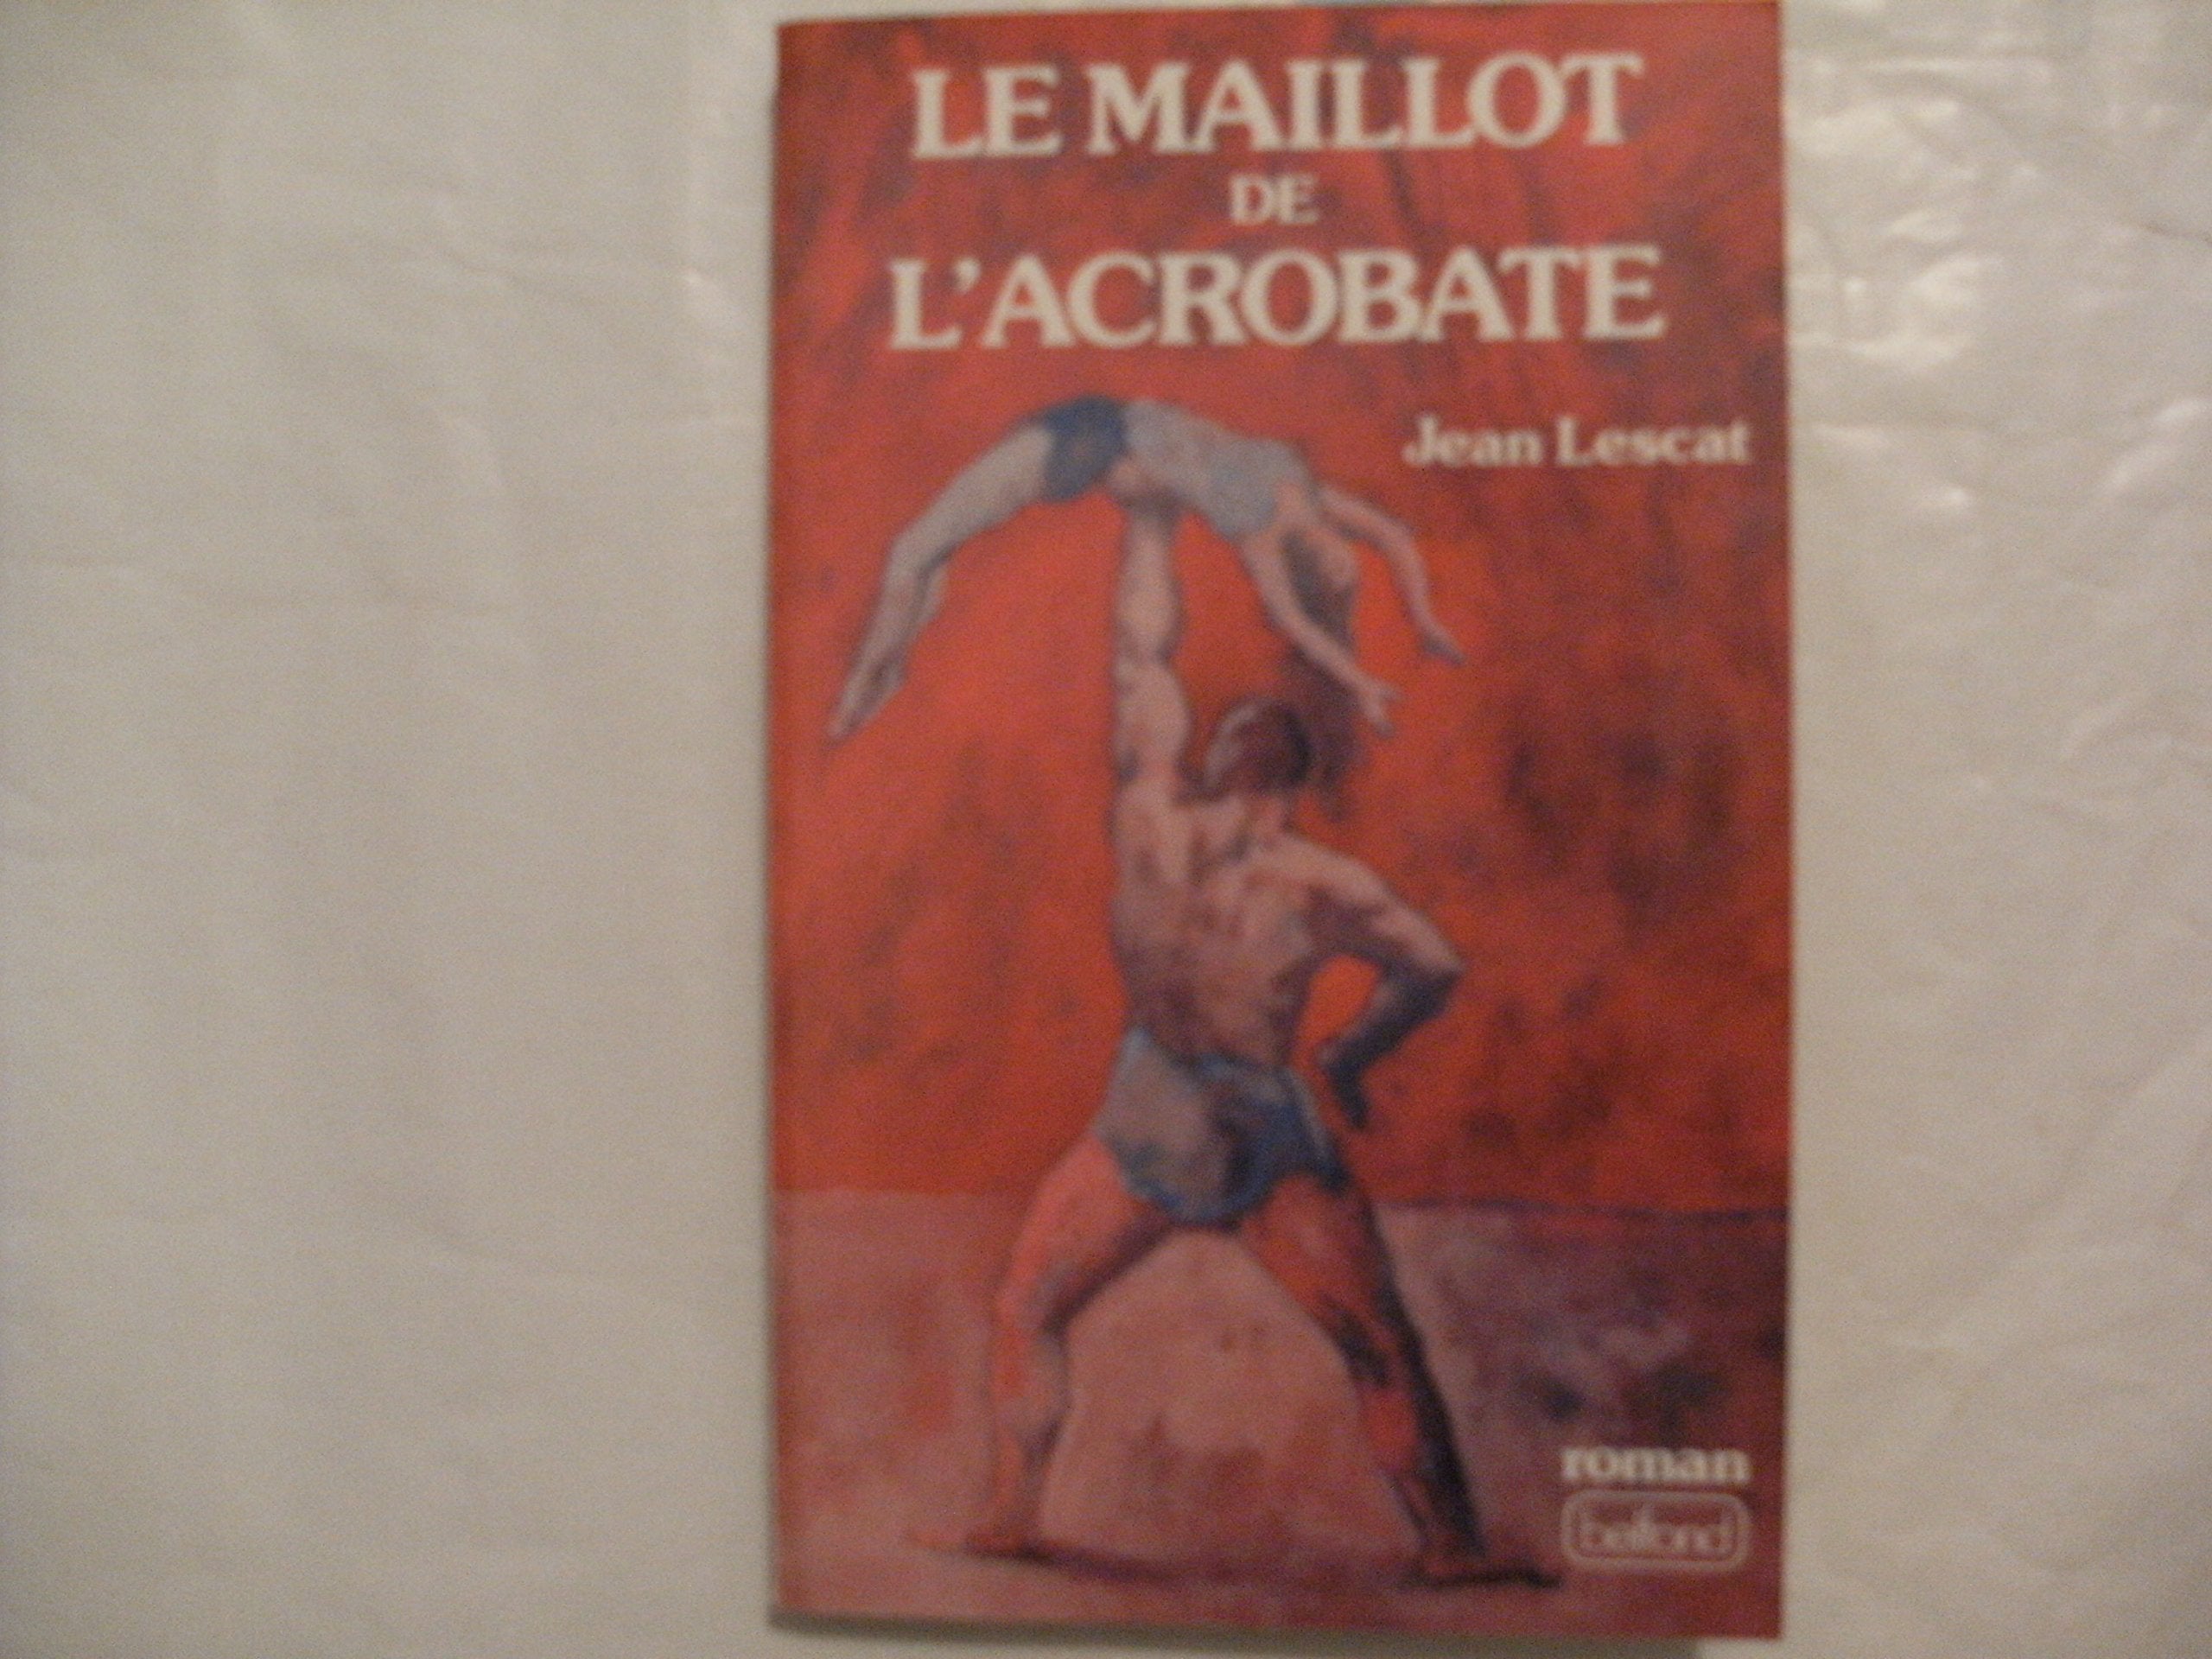 LE MAILLOT
DE
L'ACROBATE
Jean Lescat
roman
belfond